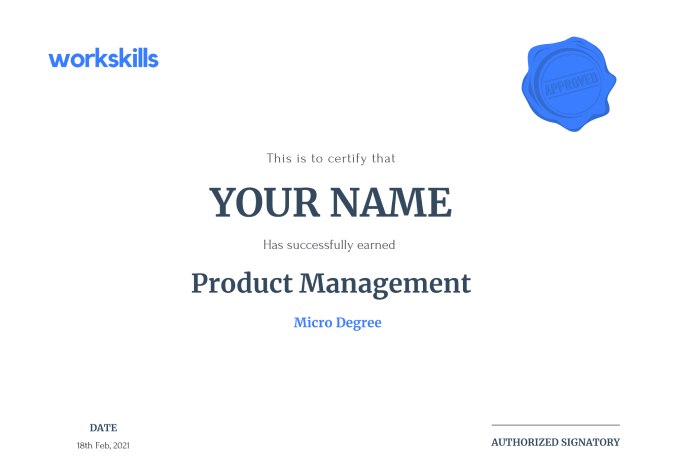 workskills
APPROVED
This is to certify that
YOUR NAME
Has successfully earned
Product Management
Micro Degree
DATE
18th Feb, 2021
AUTHORIZED SIGNATORY